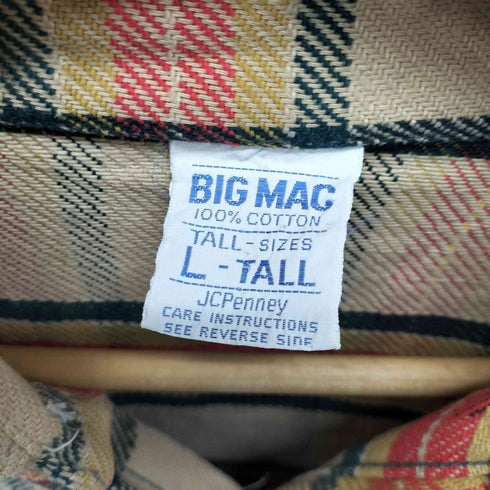 BIG MAC
100% COTTON
TALL-SIZES
L-TALL
JCPenney
CARE INSTRUCTIONS
SEE REVERSE SIDE